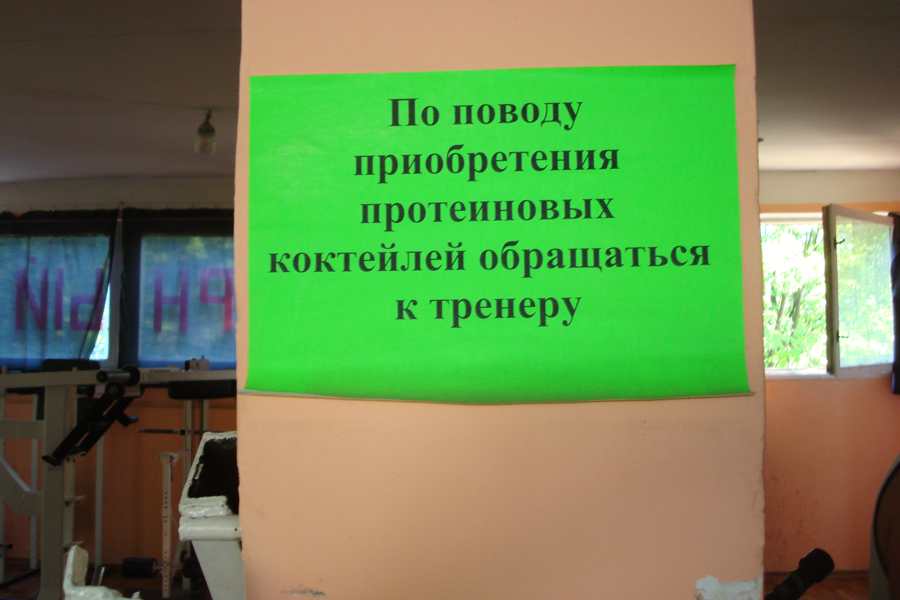 По поводу
приобретения
протеиновых
коктейлей обращаться
к тренеру